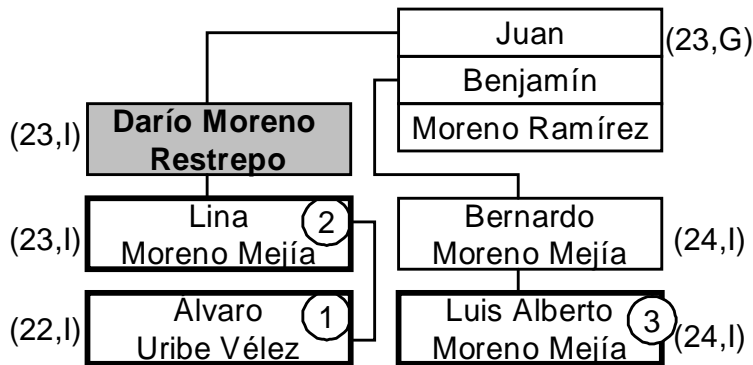 Juan
(23,G)
Benjamín
Moreno Ramírez
(23,I)
Darío Moreno
Restrepo
(23,I)
Lina
Moreno Mejía
2
Bernardo
Moreno Mejía
(24,I)
(22,I)
Álvaro
Uribe Vélez
1
Luis Alberto
Moreno Mejía
3
(24,I)